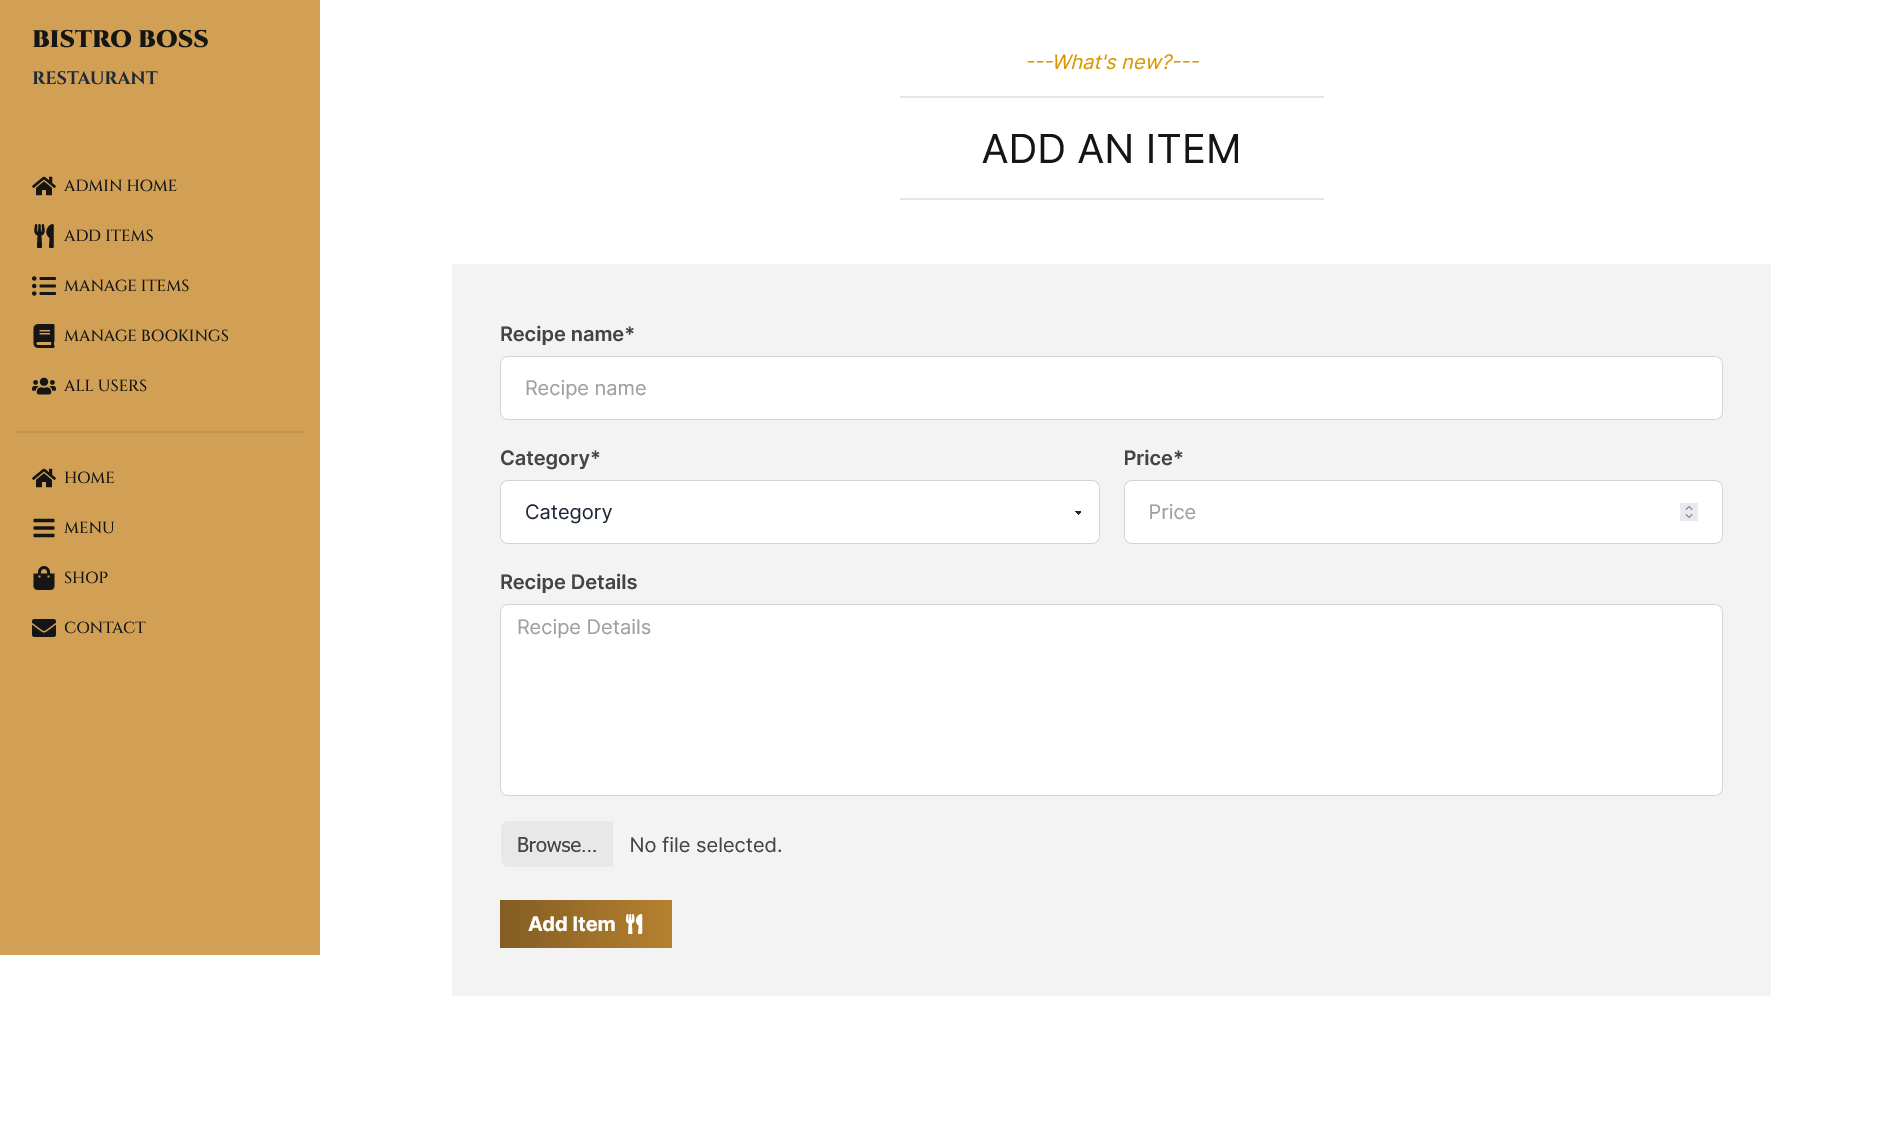 BISTRO BOSS
RESTAURANT
ADMIN HOME
ADD ITEMS
MANAGE ITEMS
MANAGE BOOKINGS
ALL USERS
HOME
MENU
SHOP
CONTACT
---What's new?---
ADD AN ITEM
Recipe name*
Recipe name
Category* Price*
Category Price
Recipe Details
Recipe Details
Browse... No file selected.
Add Item